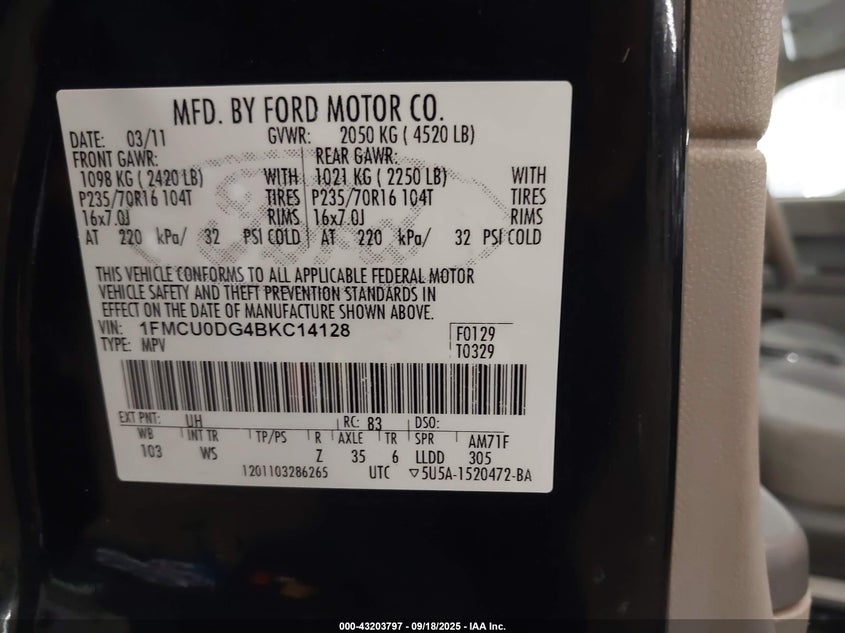 MFD. BY FORD MOTOR CO.
DATE: 03/11 GVWR: 2050 KG ( 4520 LB)
FRONT GAWR: REAR GAWR:
1098 KG ( 2420 LB) WITH 1021 KG ( 2250 LB) WITH
P235/70R16 104T TIRES P235/70R16 104T TIRES
16x7.0J RIMS 16x7.0J RIMS
AT 220 kPa/ 32 PSI COLD AT 220 kPa/ 32 PSI COLD
THIS VEHICLE CONFORMS TO ALL APPLICABLE FEDERAL MOTOR
VEHICLE SAFETY AND THEFT PREVENTION STANDARDS IN
EFFECT ON THE DATE OF MANUFACTURE SHOWN ABOVE.
VIN: 1FMCU0DG4BKC14128 F0129
TYPE: MPV T0329
EXT PNT: UH RC: 83 DSO:
WB INT TR TP/PS R AXLE TR SPR AM71F
103 WS Z 35 6 LLDD 305
1201103286265 UTC ▽5U5A-1520472-BA
000-43203797 - 09/18/2025 - IAA Inc.